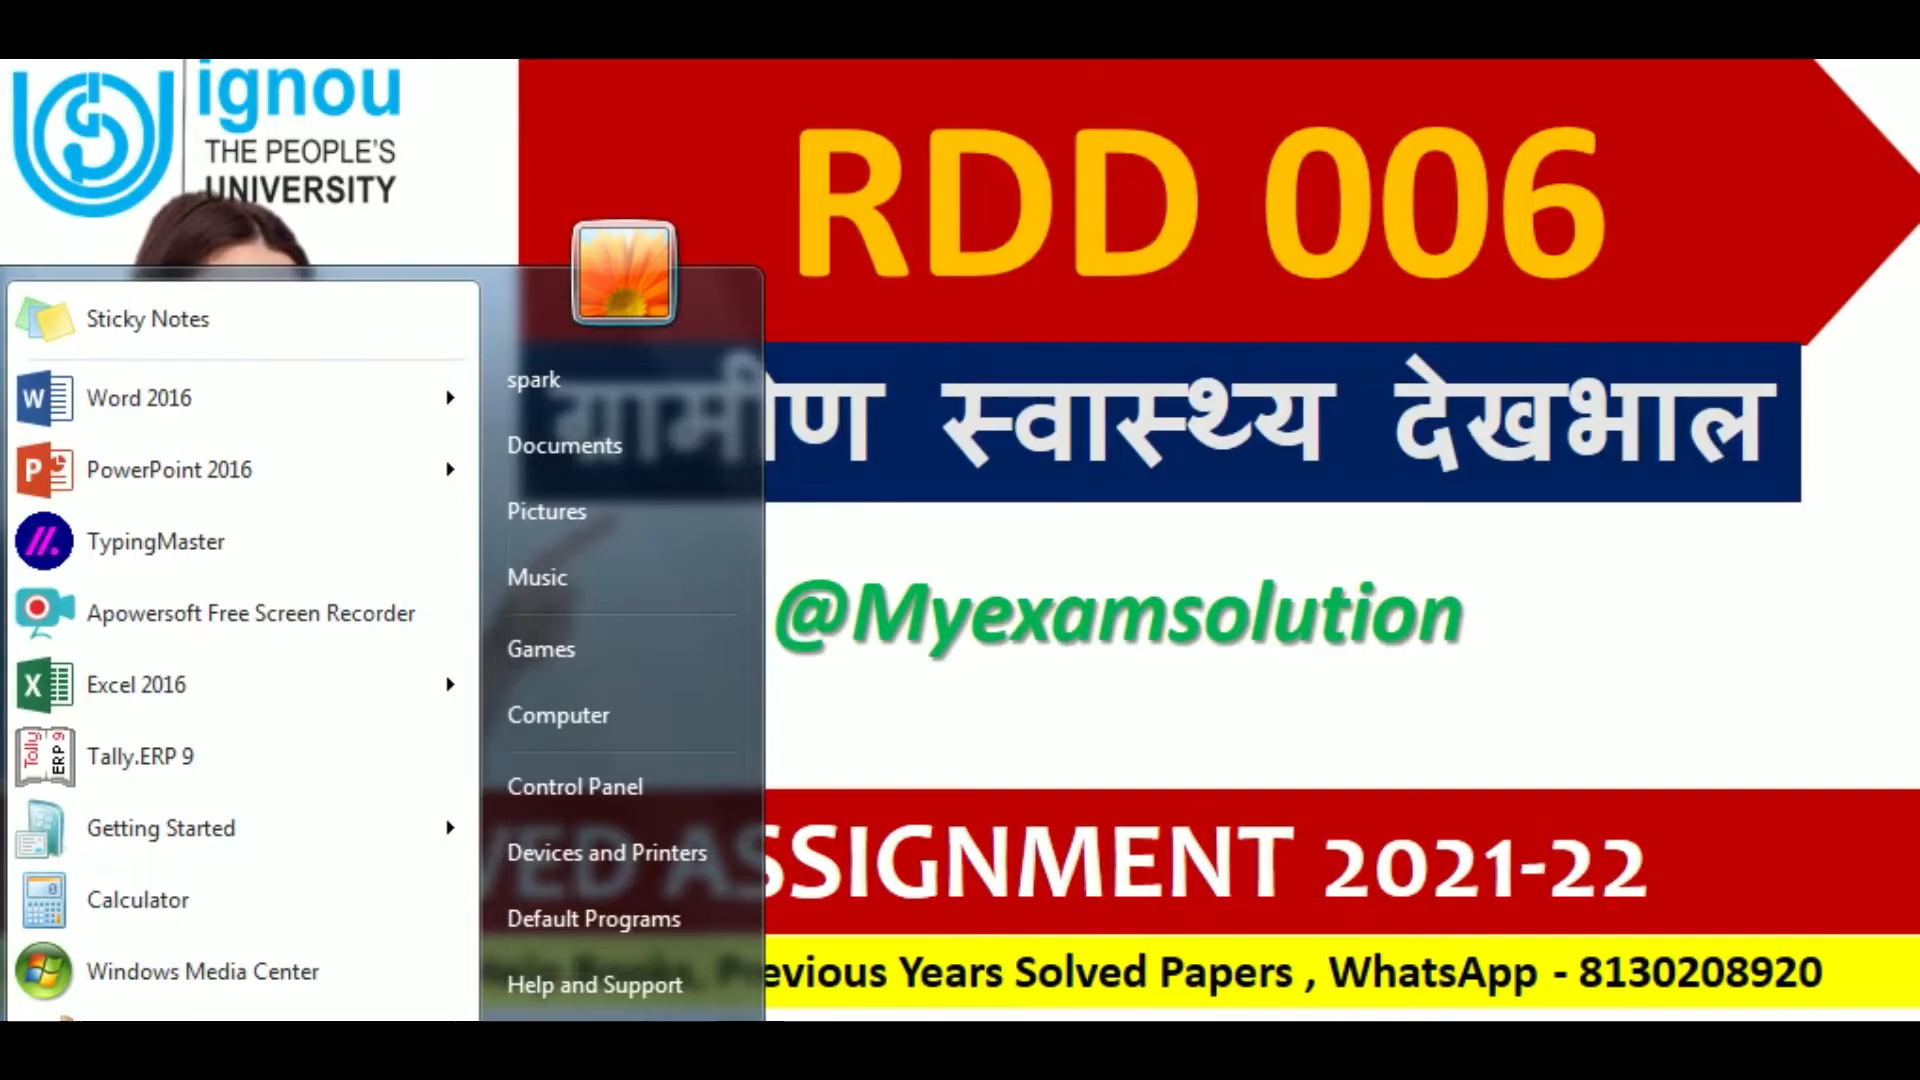 ignou
THE PEOPLE'S
UNIVERSITY
RDD 006
ग्रामीण स्वास्थ्य देखभाल
@Myexamsolution
ASSIGNMENT 2021-22
Previous Years Solved Papers , WhatsApp - 8130208920
Sticky Notes
Word 2016
PowerPoint 2016
TypingMaster
Apowersoft Free Screen Recorder
Excel 2016
Tally.ERP 9
Getting Started
Calculator
Windows Media Center
spark
Documents
Pictures
Music
Games
Computer
Control Panel
Devices and Printers
Default Programs
Help and Support